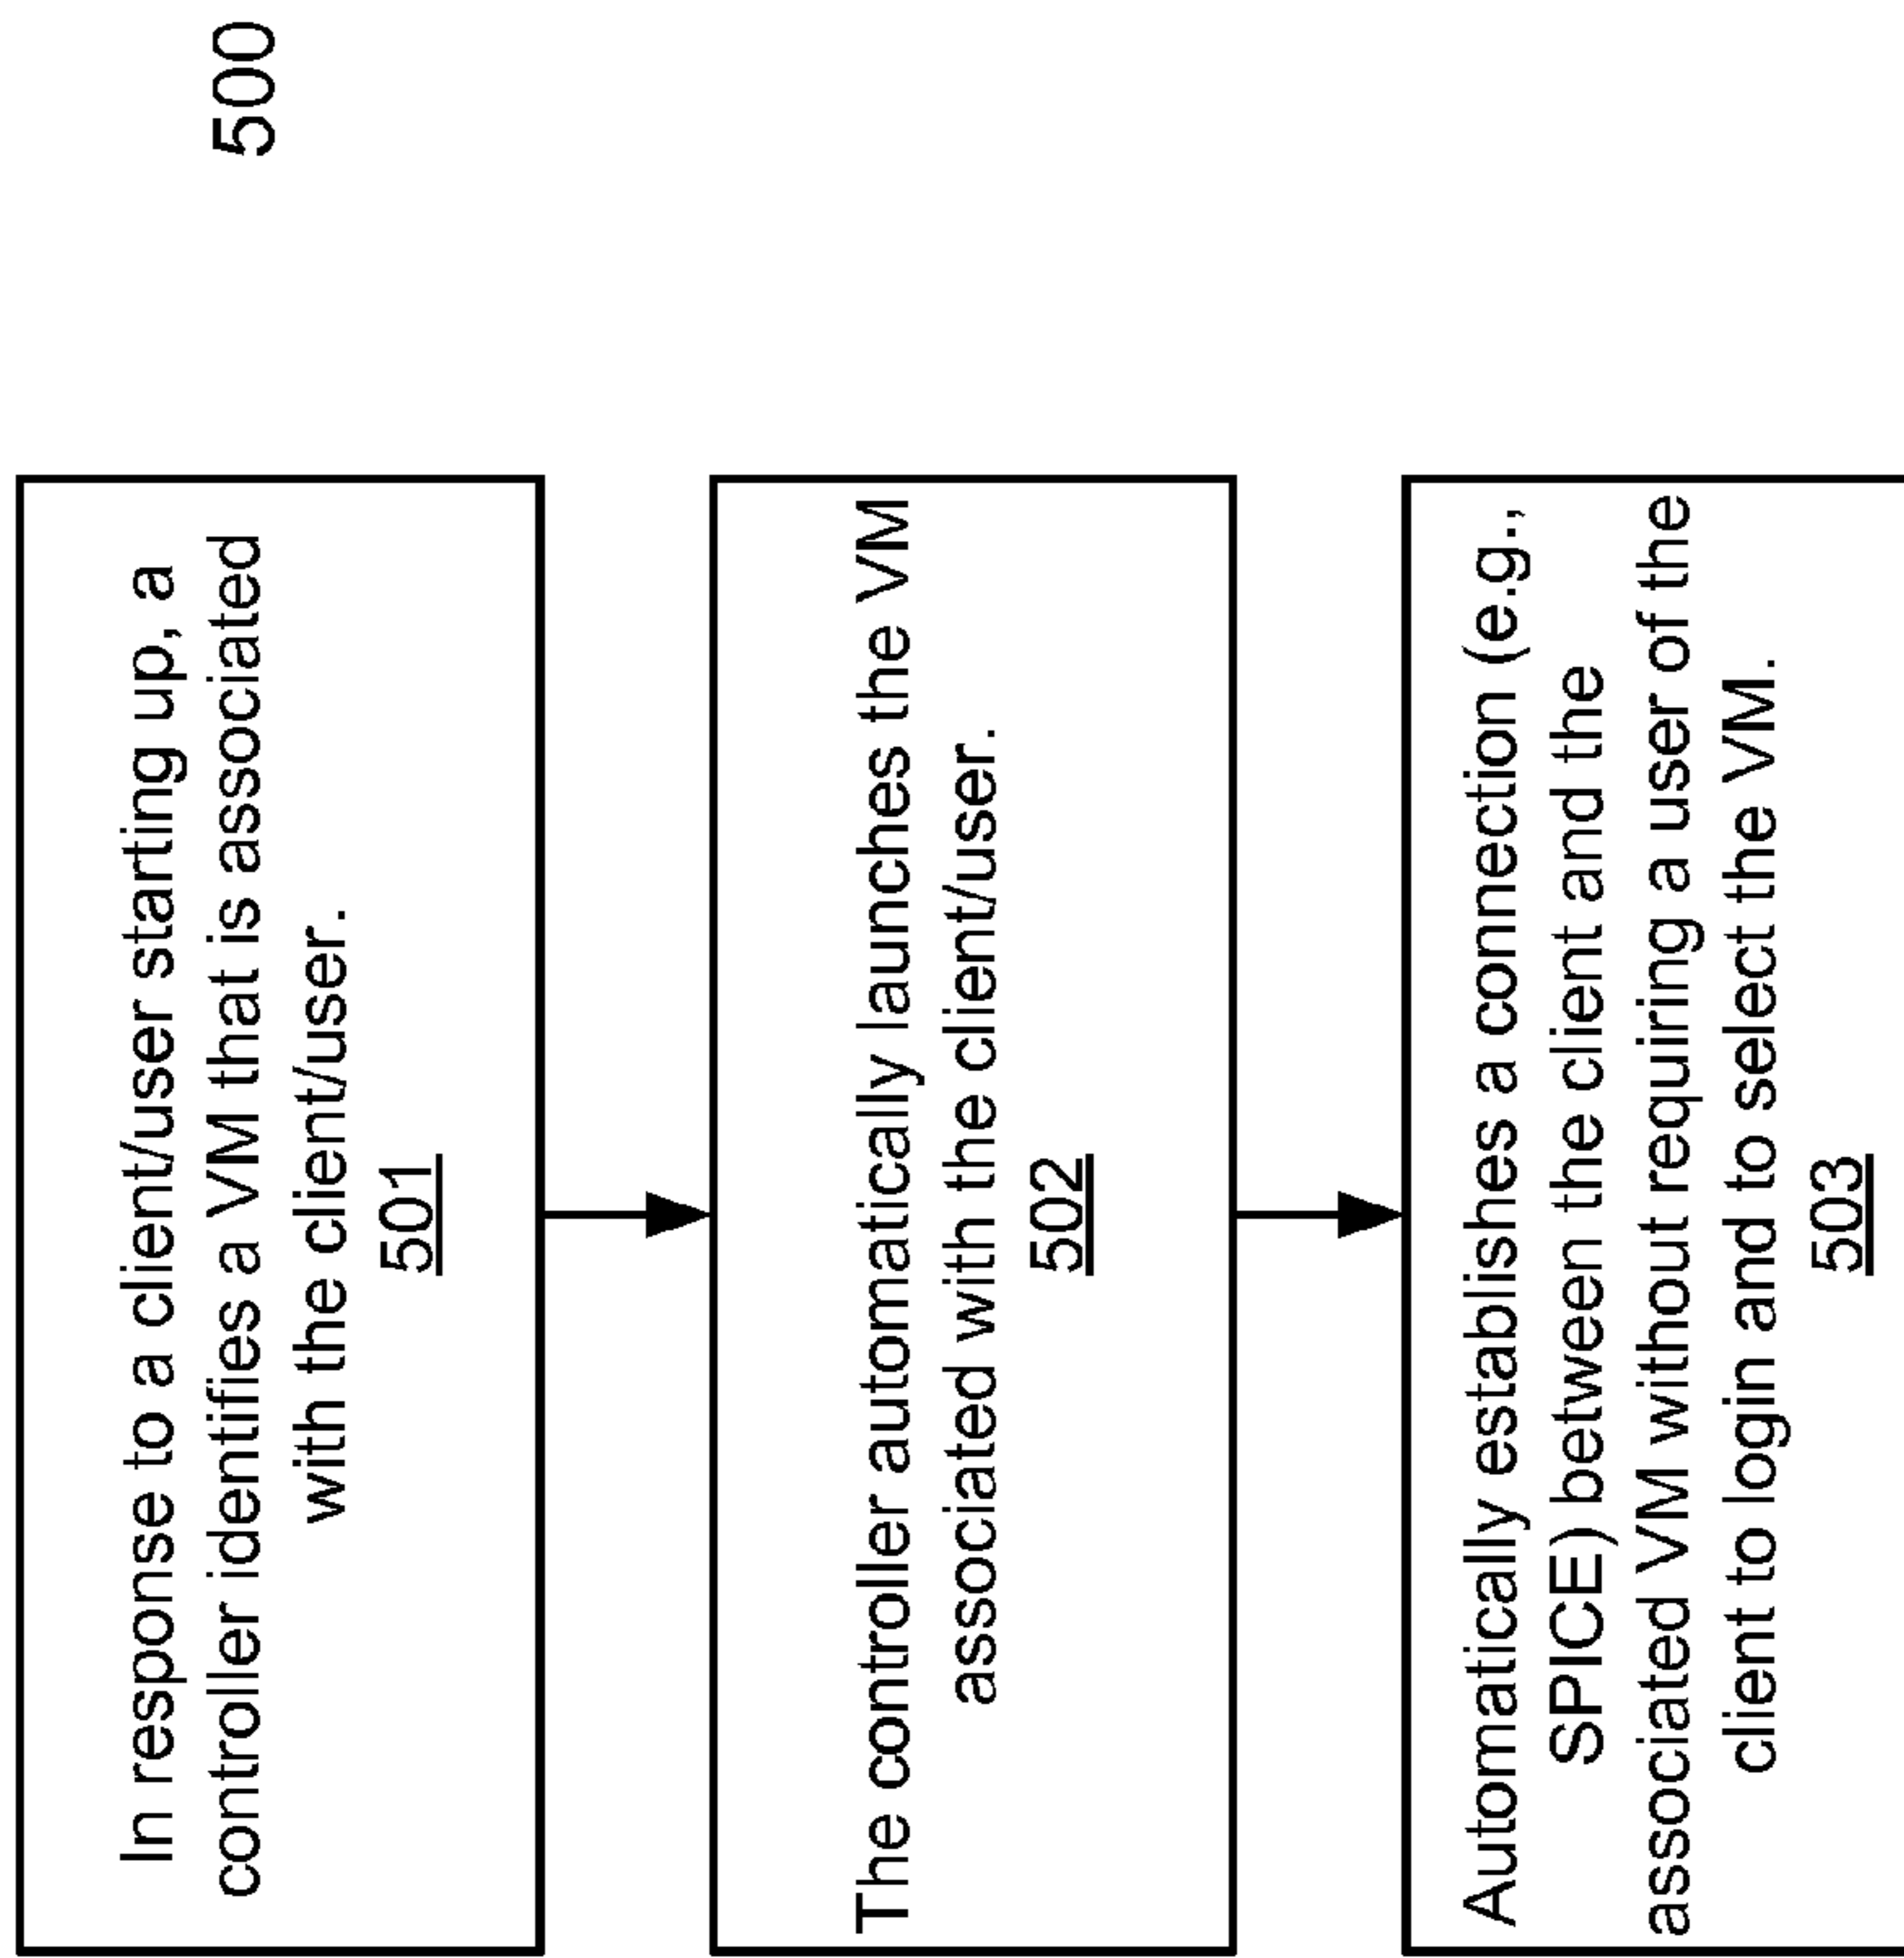 500
In response to a client/user starting up, a
controller identifies a VM that is associated
with the client/user.
501
The controller automatically launches the VM
associated with the client/user.
502
Automatically establishes a connection (e.g.,
SPICE) between the client and the
associated VM without requiring a user of the
client to login and to select the VM.
503